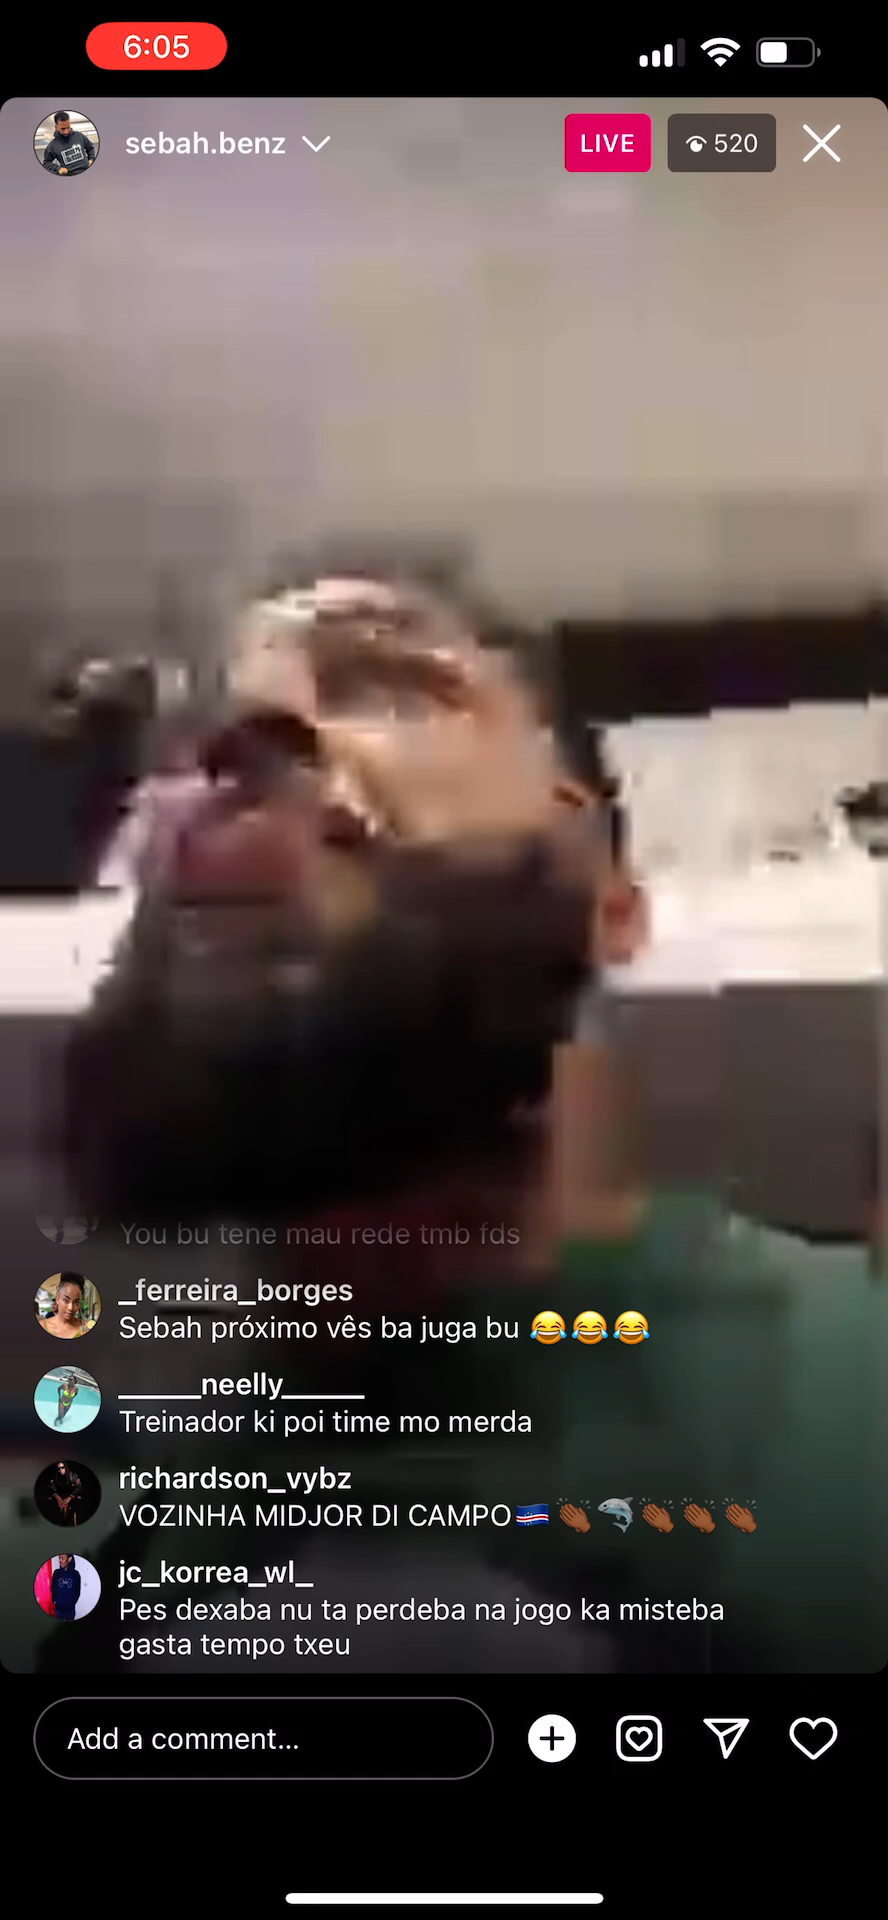 6:05
sebah.benz
LIVE
520
You bu tene mau rede tmb fds
_ferreira_borges
Sebah próximo vês ba juga bu 😂😂😂
______neelly______
Treinador ki poi time mo merda
richardson_vybz
VOZINHA MIDJOR DI CAMPO🇨🇻👏🏾🦈👏🏾👏🏾👏🏾
jc_korrea_wl_
Pes dexaba nu ta perdeba na jogo ka misteba
gasta tempo txeu
Add a comment...